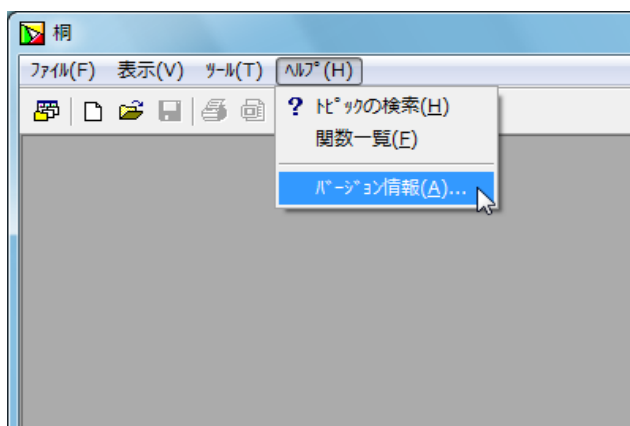 桐
ﾌｧｲﾙ(F) 表示(V) ﾂｰﾙ(T) ﾍﾙﾌﾟ(H)
? ﾄﾋﾟｯｸの検索(H)
関数一覧(F)
ﾊﾞｰｼﾞｮﾝ情報(A)...